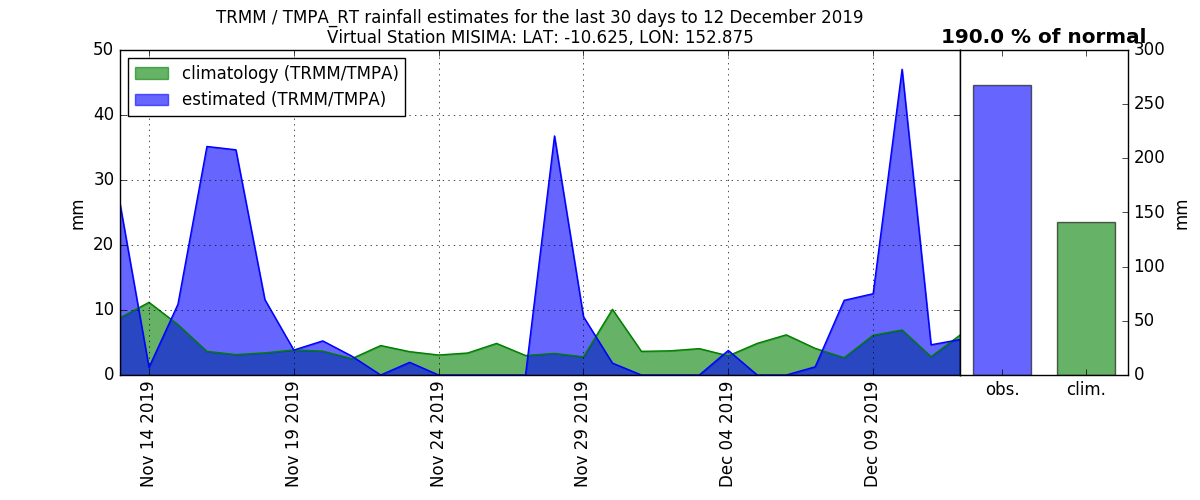 TRMM / TMPA_RT rainfall estimates for the last 30 days to 12 December 2019
Virtual Station MISIMA: LAT: -10.625, LON: 152.875
190.0 % of normal
climatology (TRMM/TMPA)
estimated (TRMM/TMPA)
50
40
30
20
10
0
mm
Nov 14 2019
Nov 19 2019
Nov 24 2019
Nov 29 2019
Dec 04 2019
Dec 09 2019
obs.
clim.
300
250
200
150
100
50
0
mm